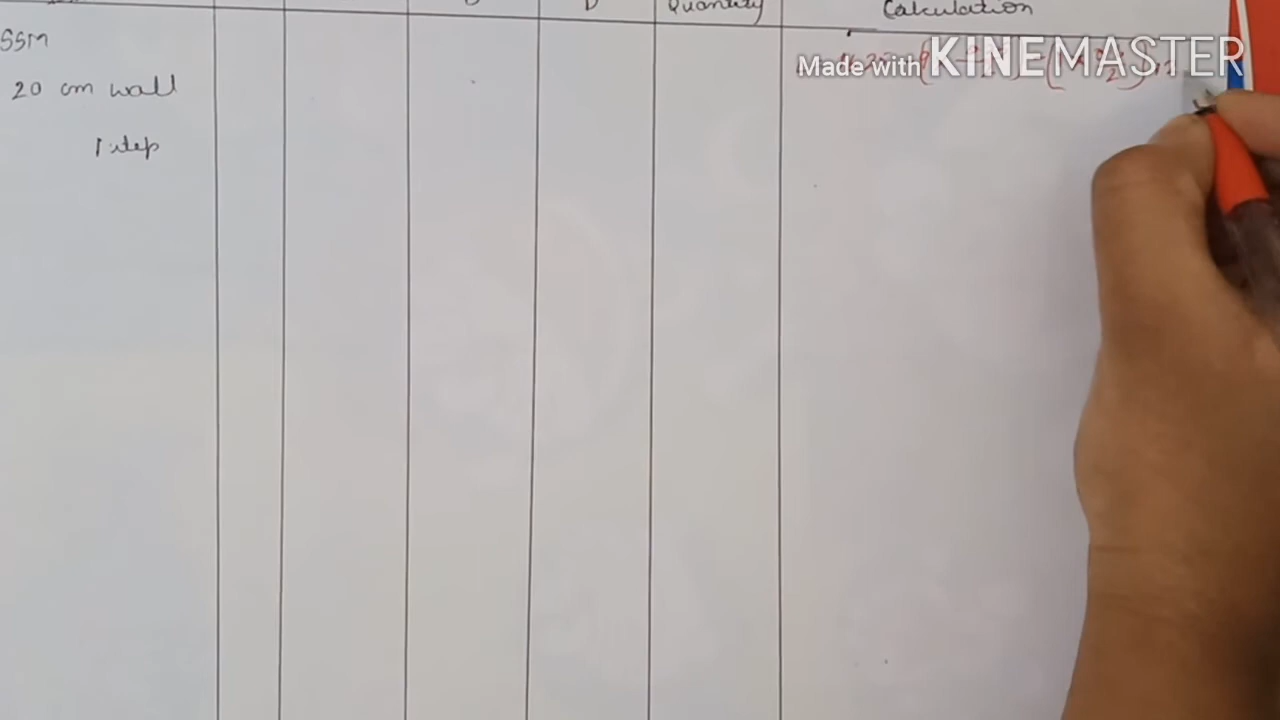 Quantity Calculation
SSM
Made with KINEMASTER
20 cm wall
1 step